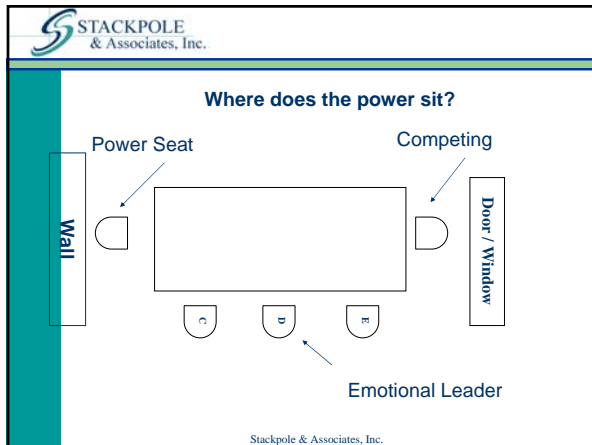 STACKPOLE
& Associates, Inc.
Where does the power sit?
Power Seat
Competing
Wall
Door / Window
C
D
E
Emotional Leader
Stackpole & Associates, Inc.